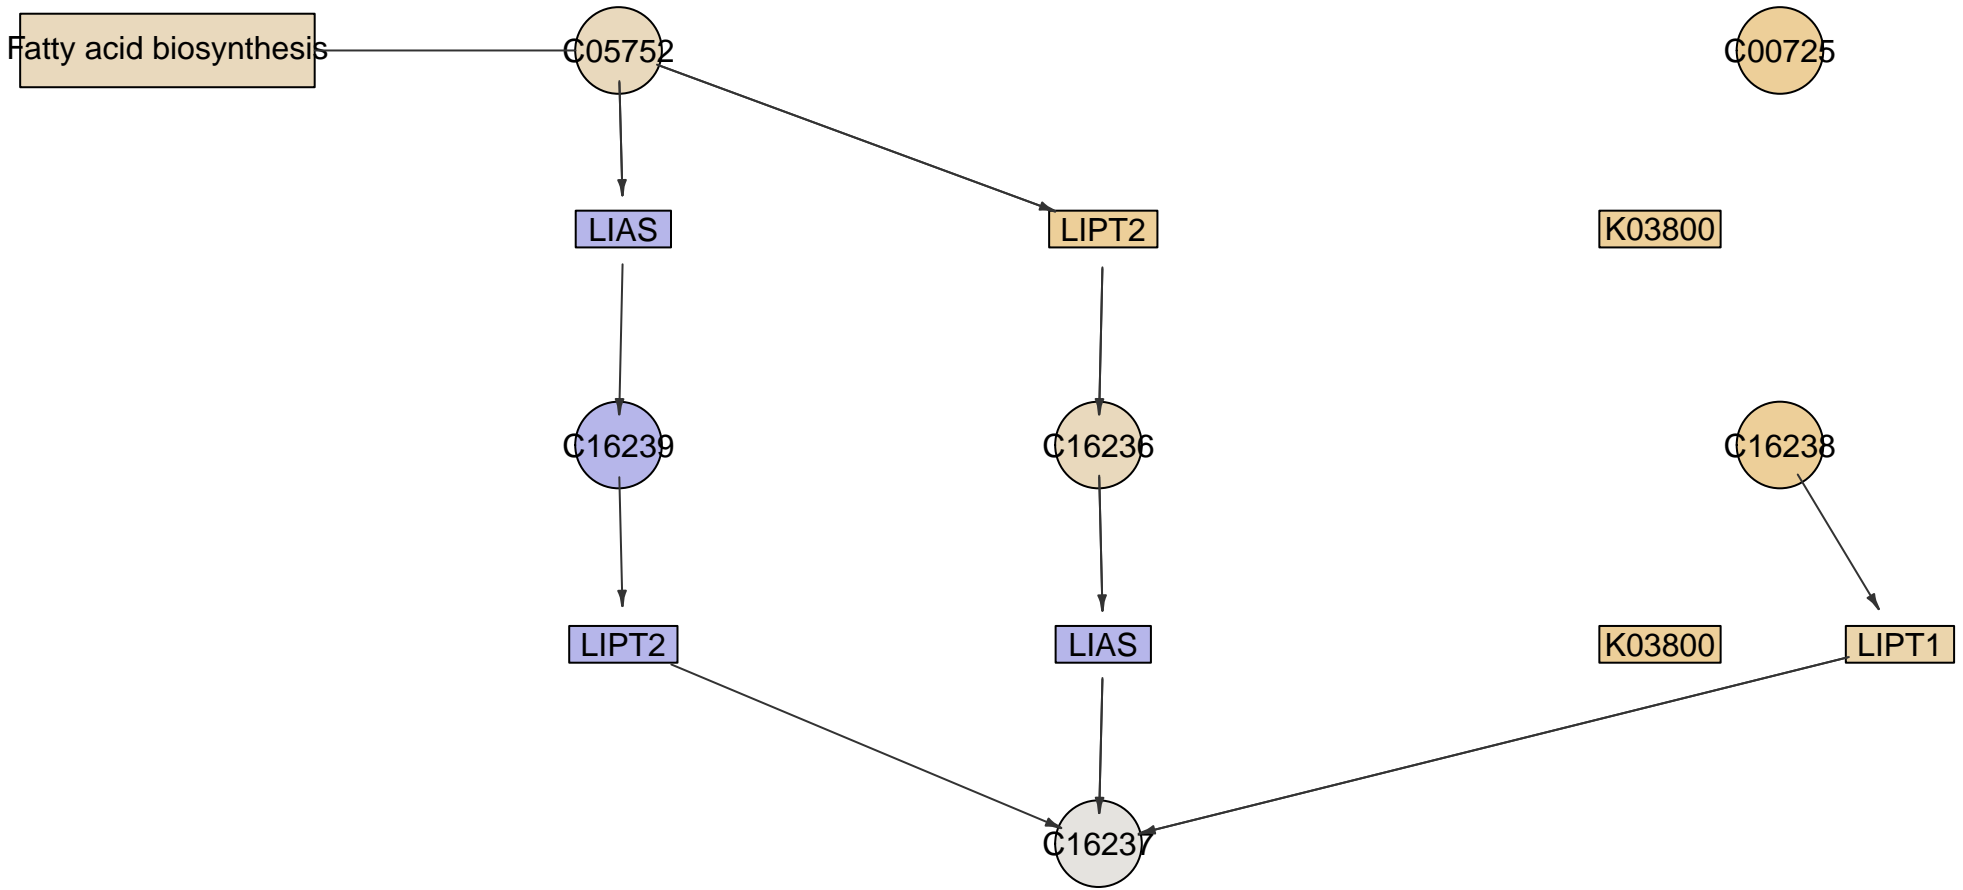 Fatty acid biosynthesis
C05752
C00725
LIAS
LIPT2
K03800
C16239
C16236
C16238
LIPT2
LIAS
K03800
LIPT1
C16237